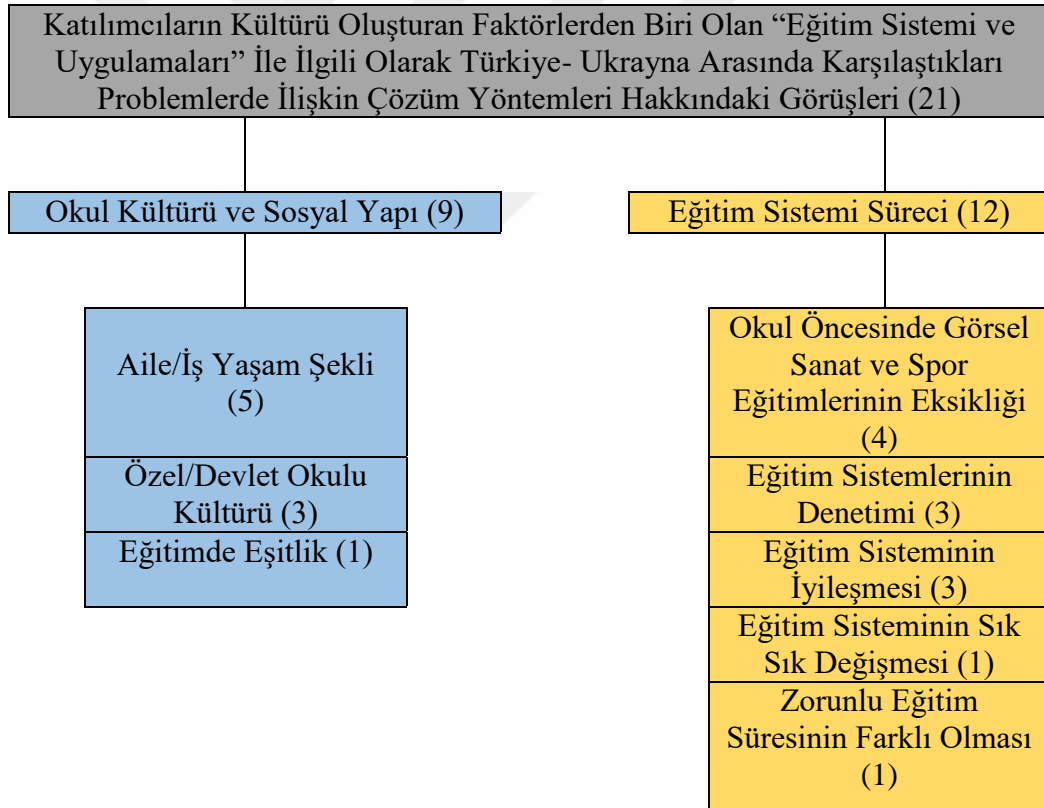 Katılımcıların Kültürü Oluşturan Faktörlerden Biri Olan “Eğitim Sistemi ve
Uygulamaları” İle İlgili Olarak Türkiye- Ukrayna Arasında Karşılaştıkları
Problemlerde İlişkin Çözüm Yöntemleri Hakkındaki Görüşleri (21)
Okul Kültürü ve Sosyal Yapı (9)
Aile/İş Yaşam Şekli
(5)
Özel/Devlet Okulu
Kültürü (3)
Eğitimde Eşitlik (1)
Eğitim Sistemi Süreci (12)
Okul Öncesinde Görsel
Sanat ve Spor
Eğitimlerinin Eksikliği
(4)
Eğitim Sistemlerinin
Denetimi (3)
Eğitim Sisteminin
İyileşmesi (3)
Eğitim Sisteminin Sık
Sık Değişmesi (1)
Zorunlu Eğitim
Süresinin Farklı Olması
(1)